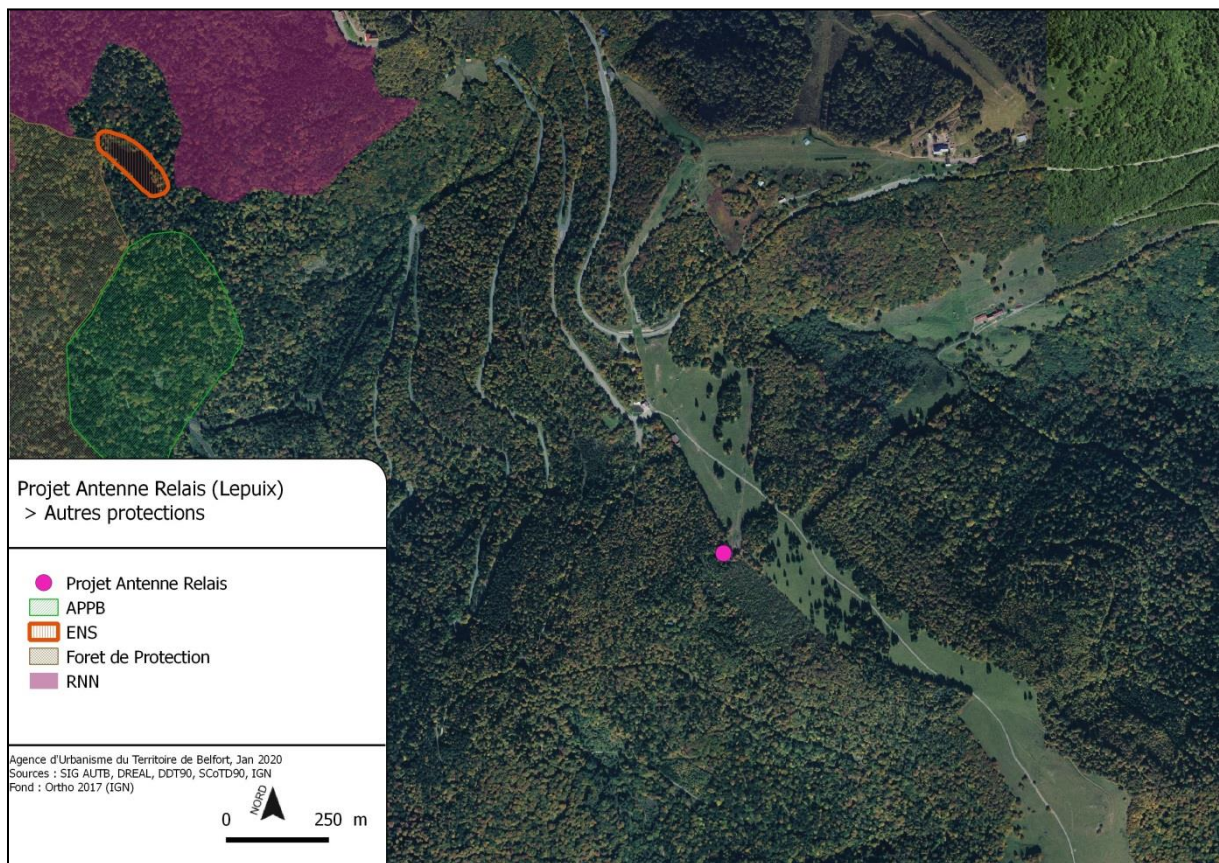 Projet Antenne Relais (Lepuix)
> Autres protections
Projet Antenne Relais
APPB
ENS
Foret de Protection
RNN
Agence d'Urbanisme du Territoire de Belfort, Jan 2020
Sources : SIG AUTB, DREAL, DDT90, SCoTD90, IGN
Fond : Ortho 2017 (IGN)
NORD
0 250 m